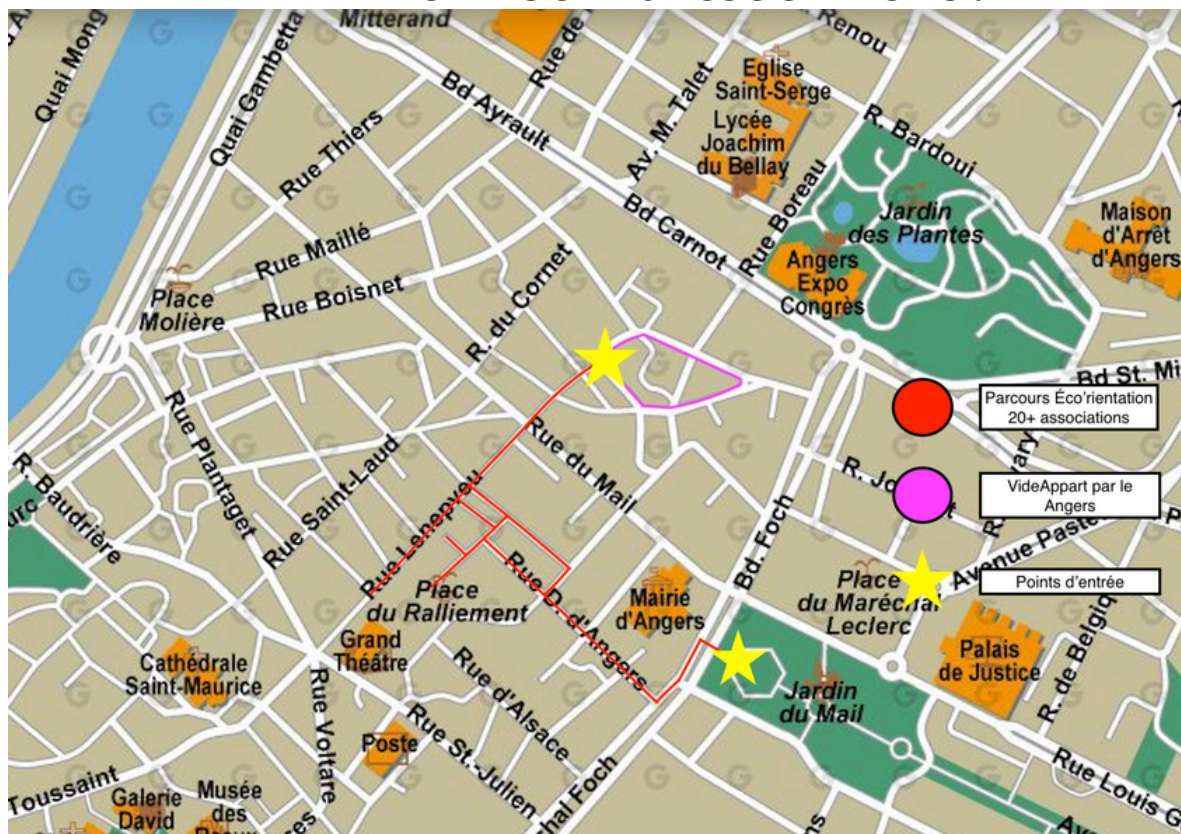 Mitterand
Rue de
Renou
Quai Mong
Quai Gambetta
Bd Ayrault
Av. M. Talet
Eglise
Saint-Serge
Lycée
Joachim
du Bellay
R. Bardoui
Rue Thiers
Bd Carnot
Rue Boreau
Jardin
des Plantes
Maison
d'Arrêt
d'Angers
Rue Maillé
Angers
Expo
Congrès
Place
Molière
Rue Boisnet
R. du Cornet
Bd St. Mi
Parcours Éco'rientation
20+ associations
Rue Plantaget
Rue du Mail
R. Baudrière
Rue Saint-Laud
Rue Lenepveu
VideAppart par le
Angers
Bd. Foch
Avenue Paste
Place
du Ralliement
Rue D. d'Angers
Mairie
d'Angers
Place
du Maréchal
Leclerc
Points d'entrée
Grand
Théâtre
Cathédrale
Saint-Maurice
Palais
de Justice
R. de Belgiq
Jardin
du Mail
Rue Voltaire
Rue d'Alsace
Poste
Rue St.-Julien
Rue Louis G
Toussaint
Galerie
David
Musée
des